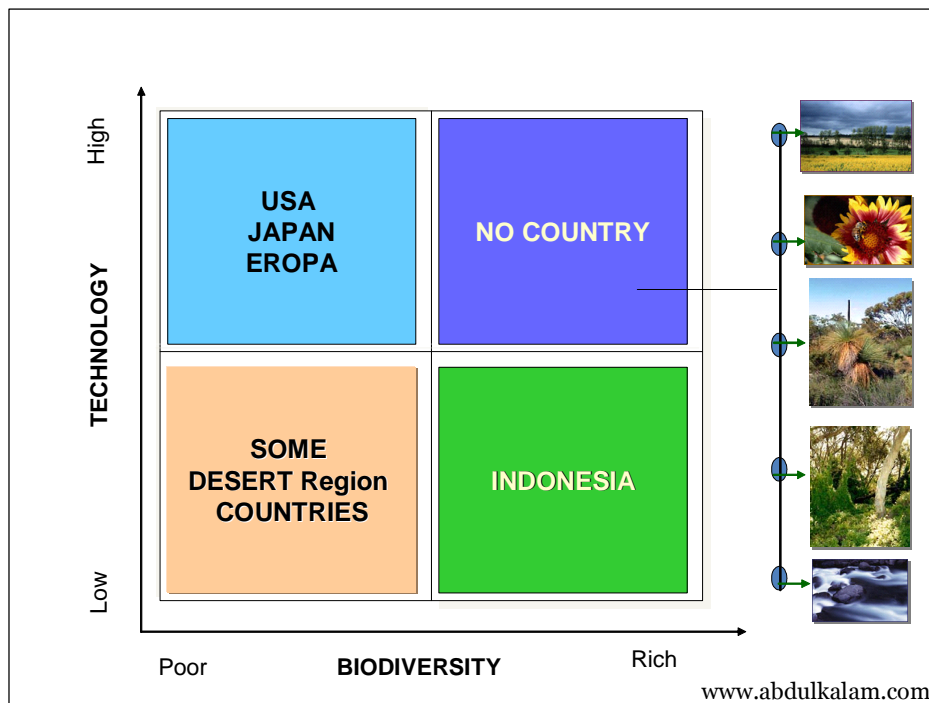 High
USA
JAPAN
EROPA
NO COUNTRY
TECHNOLOGY
SOME
DESERT Region
COUNTRIES
INDONESIA
Low
Poor
BIODIVERSITY
Rich
www.abdulkalam.com